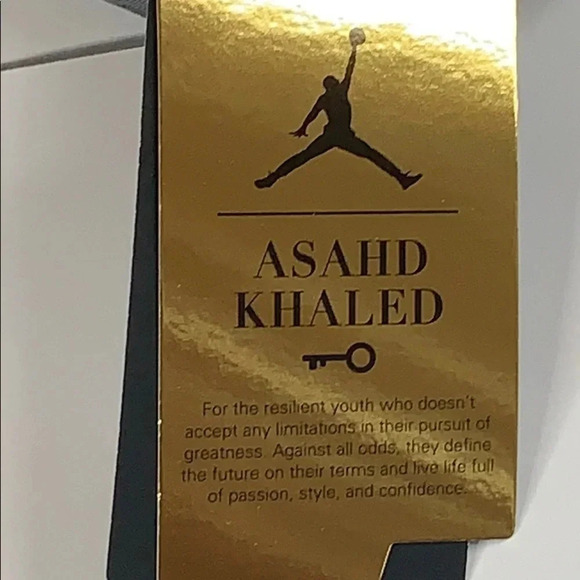 ASAHD
KHALED
For the resilient youth who doesn't
accept any limitations in their pursuit of
greatness. Against all odds, they define
the future on their terms and live life full
of passion, style, and confidence.